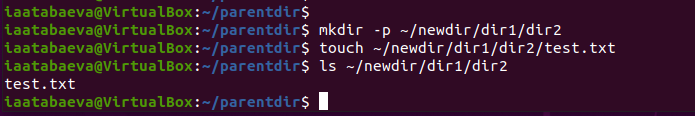 iaatabaeva@VirtualBox:~/parentdir$
iaatabaeva@VirtualBox:~/parentdir$ mkdir -p ~/newdir/dir1/dir2
iaatabaeva@VirtualBox:~/parentdir$ touch ~/newdir/dir1/dir2/test.txt
iaatabaeva@VirtualBox:~/parentdir$ ls ~/newdir/dir1/dir2
test.txt
iaatabaeva@VirtualBox:~/parentdir$